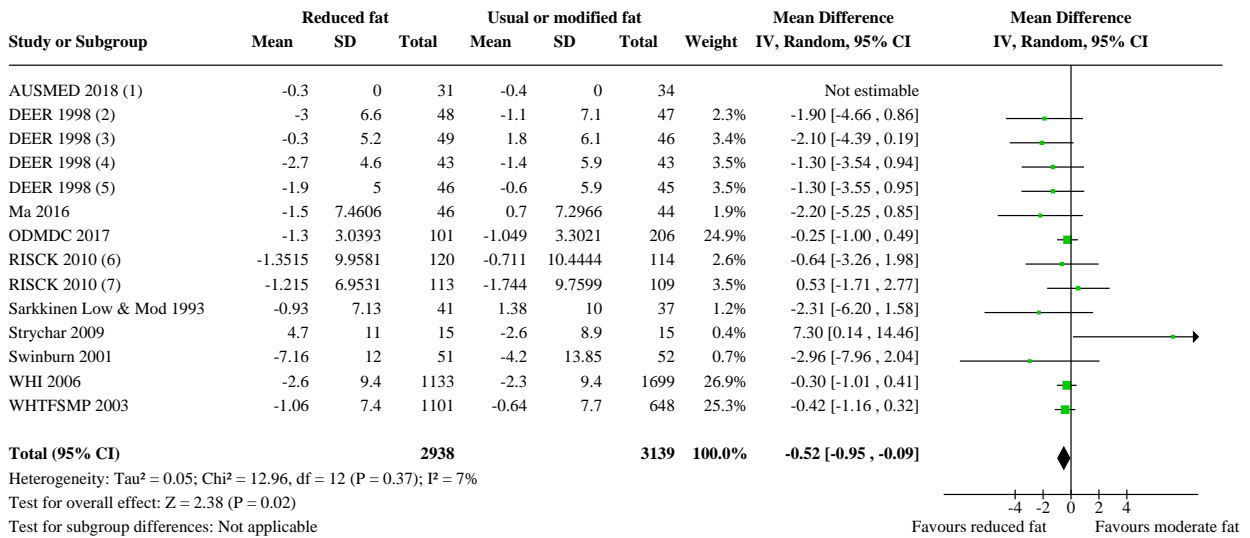 Reduced fat Usual or modified fat Mean Difference Mean Difference
Study or Subgroup Mean SD Total Mean SD Total Weight IV, Random, 95% CI IV, Random, 95% CI
AUSMED 2018 (1) -0.3 0 31 -0.4 0 34 Not estimable
DEER 1998 (2) -3 6.6 48 -1.1 7.1 47 2.3% -1.90 [-4.66 , 0.86]
DEER 1998 (3) -0.3 5.2 49 1.8 6.1 46 3.4% -2.10 [-4.39 , 0.19]
DEER 1998 (4) -2.7 4.6 43 -1.4 5.9 43 3.5% -1.30 [-3.54 , 0.94]
DEER 1998 (5) -1.9 5 46 -0.6 5.9 45 3.5% -1.30 [-3.55 , 0.95]
Ma 2016 -1.5 7.4606 46 0.7 7.2966 44 1.9% -2.20 [-5.25 , 0.85]
ODMDC 2017 -1.3 3.0393 101 -1.049 3.3021 206 24.9% -0.25 [-1.00 , 0.49]
RISCK 2010 (6) -1.3515 9.9581 120 -0.711 10.4444 114 2.6% -0.64 [-3.26 , 1.98]
RISCK 2010 (7) -1.215 6.9531 113 -1.744 9.7599 109 3.5% 0.53 [-1.71 , 2.77]
Sarkkinen Low & Mod 1993 -0.93 7.13 41 1.38 10 37 1.2% -2.31 [-6.20 , 1.58]
Strychar 2009 4.7 11 15 -2.6 8.9 15 0.4% 7.30 [0.14 , 14.46]
Swinburn 2001 -7.16 12 51 -4.2 13.85 52 0.7% -2.96 [-7.96 , 2.04]
WHI 2006 -2.6 9.4 1133 -2.3 9.4 1699 26.9% -0.30 [-1.01 , 0.41]
WHTFSMP 2003 -1.06 7.4 1101 -0.64 7.7 648 25.3% -0.42 [-1.16 , 0.32]
Total (95% CI) 2938 3139 100.0% -0.52 [-0.95 , -0.09]
Heterogeneity: Tau² = 0.05; Chi² = 12.96, df = 12 (P = 0.37); I² = 7%
Test for overall effect: Z = 2.38 (P = 0.02)
-4 -2 0 2 4
Test for subgroup differences: Not applicable Favours reduced fat Favours moderate fat